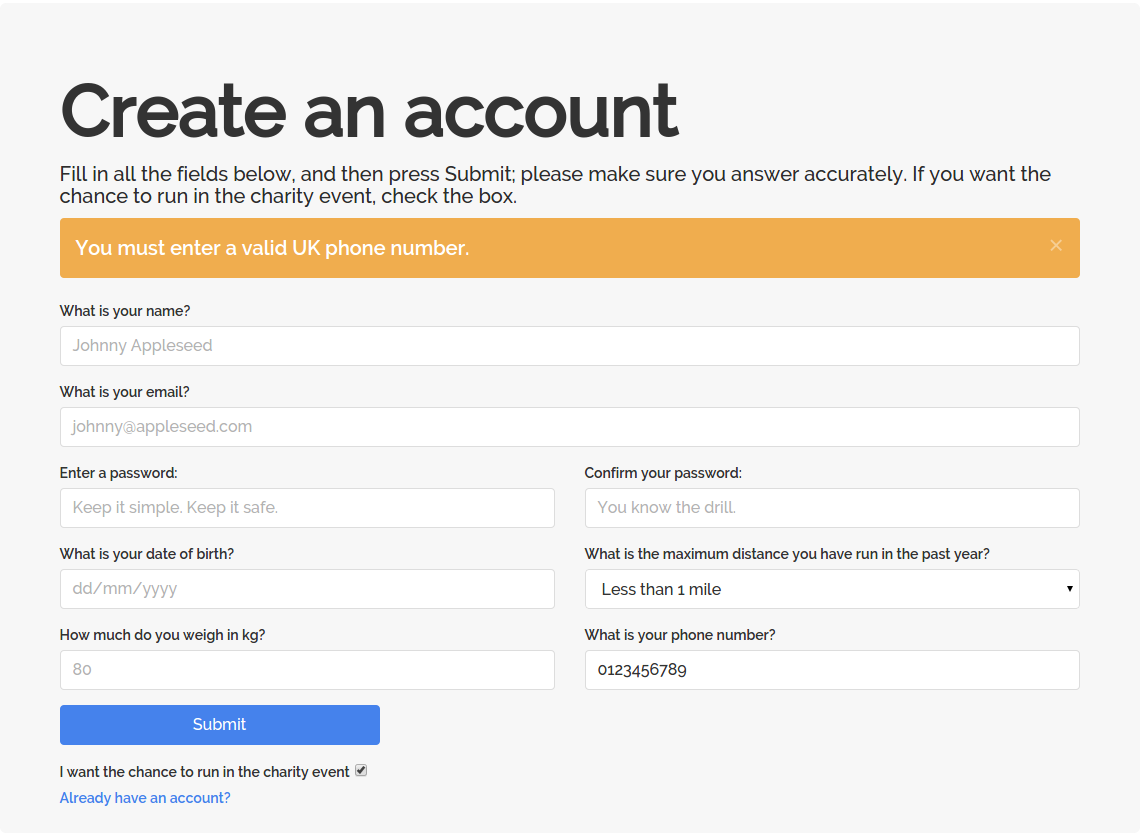 Create an account
Fill in all the fields below, and then press Submit; please make sure you answer accurately. If you want the
chance to run in the charity event, check the box.
You must enter a valid UK phone number. ×
What is your name?
Johnny Appleseed
What is your email?
johnny@appleseed.com
Enter a password:
Keep it simple. Keep it safe.
Confirm your password:
You know the drill.
What is your date of birth?
dd/mm/yyyy
What is the maximum distance you have run in the past year?
Less than 1 mile
How much do you weigh in kg?
80
What is your phone number?
0123456789
Submit
I want the chance to run in the charity event
Already have an account?